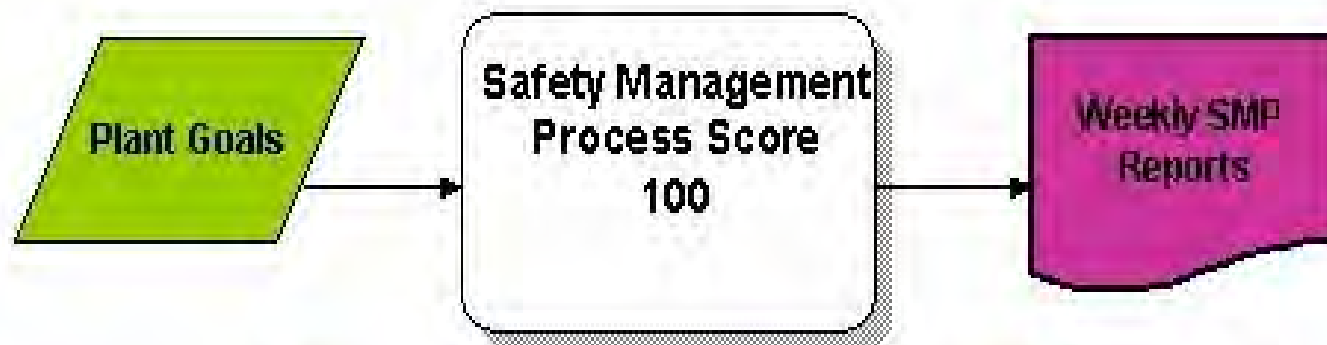 Plant Goals
Safety Management
Process Score
100
Weekly SMP
Reports